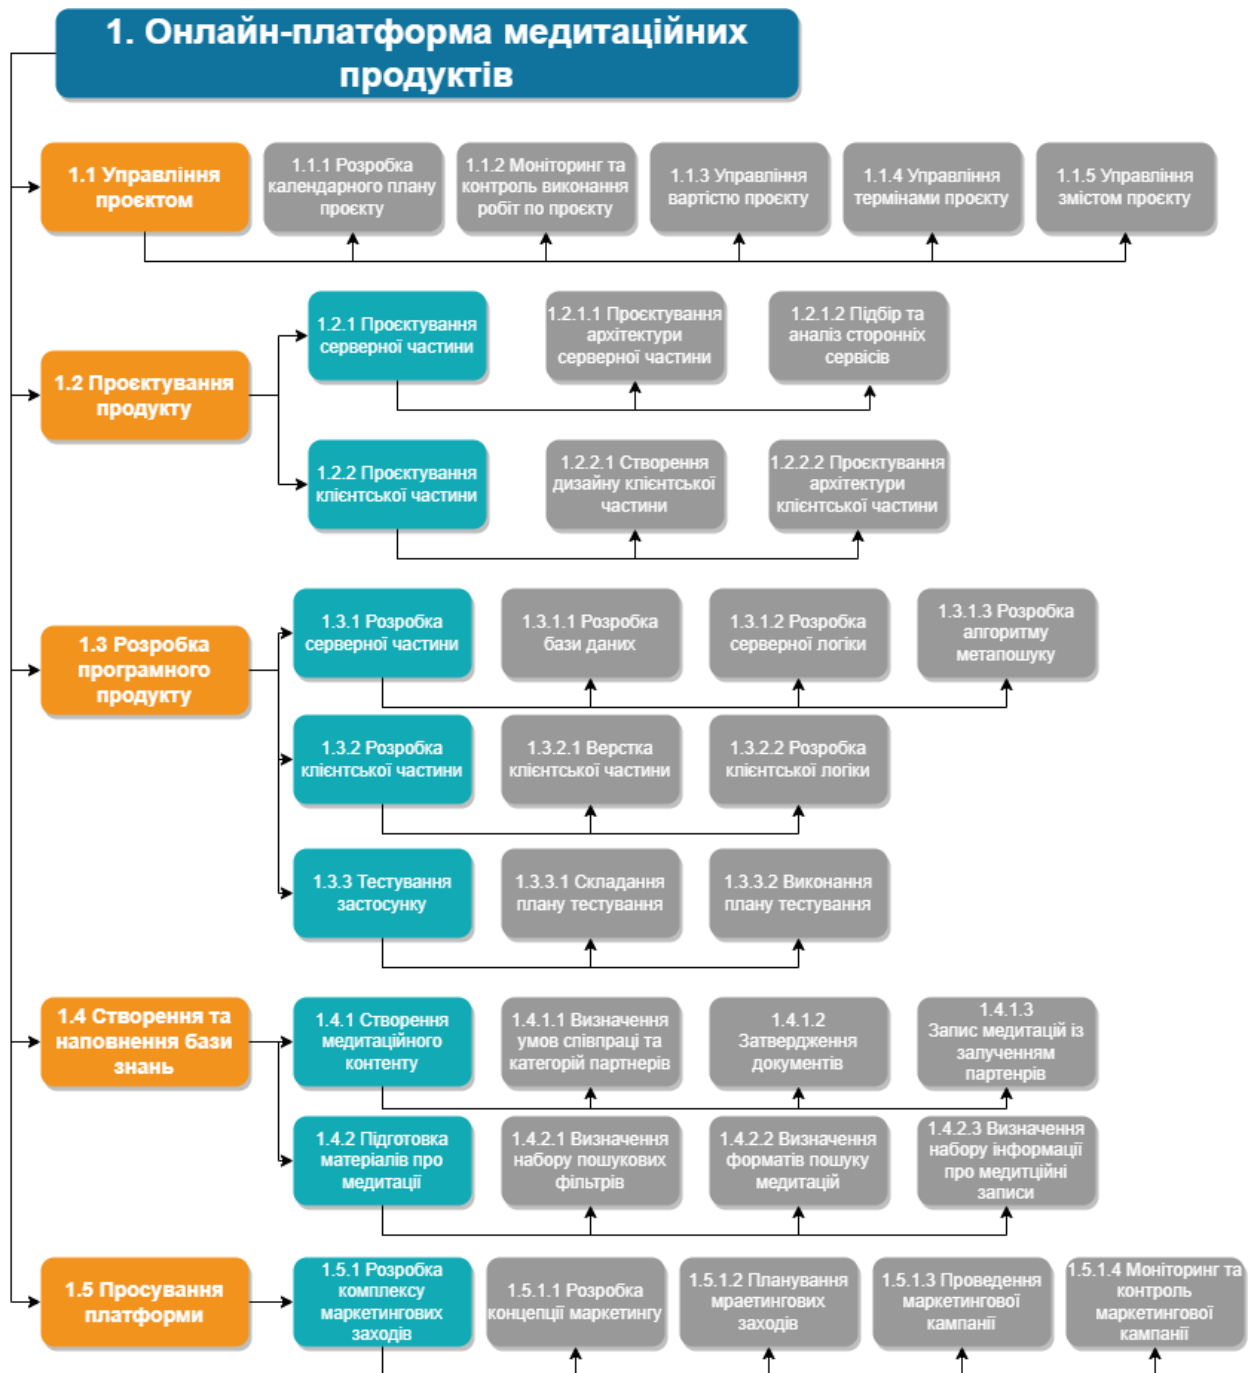 1. Онлайн-платформа медитаційних
продуктів
1.1 Управління
проєктом
1.1.1 Розробка
календарного плану
проєкту
1.1.2 Моніторинг та
контроль виконання
робіт по проєкту
1.1.3 Управління
вартістю проєкту
1.1.4 Управління
термінами проєкту
1.1.5 Управління
змістом проєкту
1.2 Проєктування
продукту
1.2.1 Проєктування
серверної частини
1.2.1.1 Проєктування
архітектури
серверної частини
1.2.1.2 Підбір та
аналіз сторонніх
сервісів
1.2.2 Проєктування
клієнтської частини
1.2.2.1 Створення
дизайну клієнтської
частини
1.2.2.2 Проєктування
архітектури
клієнтської частини
1.3 Розробка
програмного
продукту
1.3.1 Розробка
серверної частини
1.3.1.1 Розробка
бази даних
1.3.1.2 Розробка
серверної логіки
1.3.1.3 Розробка
алгоритму
метапошуку
1.3.2 Розробка
клієнтської частини
1.3.2.1 Верстка
клієнтської частини
1.3.2.2 Розробка
клієнтської логіки
1.3.3 Тестування
застосунку
1.3.3.1 Складання
плану тестування
1.3.3.2 Виконання
плану тестування
1.4 Створення та
наповнення бази
знань
1.4.1 Створення
медитаційного
контенту
1.4.1.1 Визначення
умов співпраці та
категорій партнерів
1.4.1.2
Затвердження
документів
1.4.1.3
Запис медитацій із
залученням
партенрів
1.4.2 Підготовка
матеріалів про
медитації
1.4.2.1 Визначення
набору пошукових
фільтрів
1.4.2.2 Визначення
форматів пошуку
медитацій
1.4.2.3 Визначення
набору інформації
про медитційні
записи
1.5 Просування
платформи
1.5.1 Розробка
комплексу
маркетингових
заходів
1.5.1.1 Розробка
концепції маркетингу
1.5.1.2 Планування
мраетингових
заходів
1.5.1.3 Проведення
маркетингової
кампанії
1.5.1.4 Моніторинг та
контроль
маркетингової
кампанії